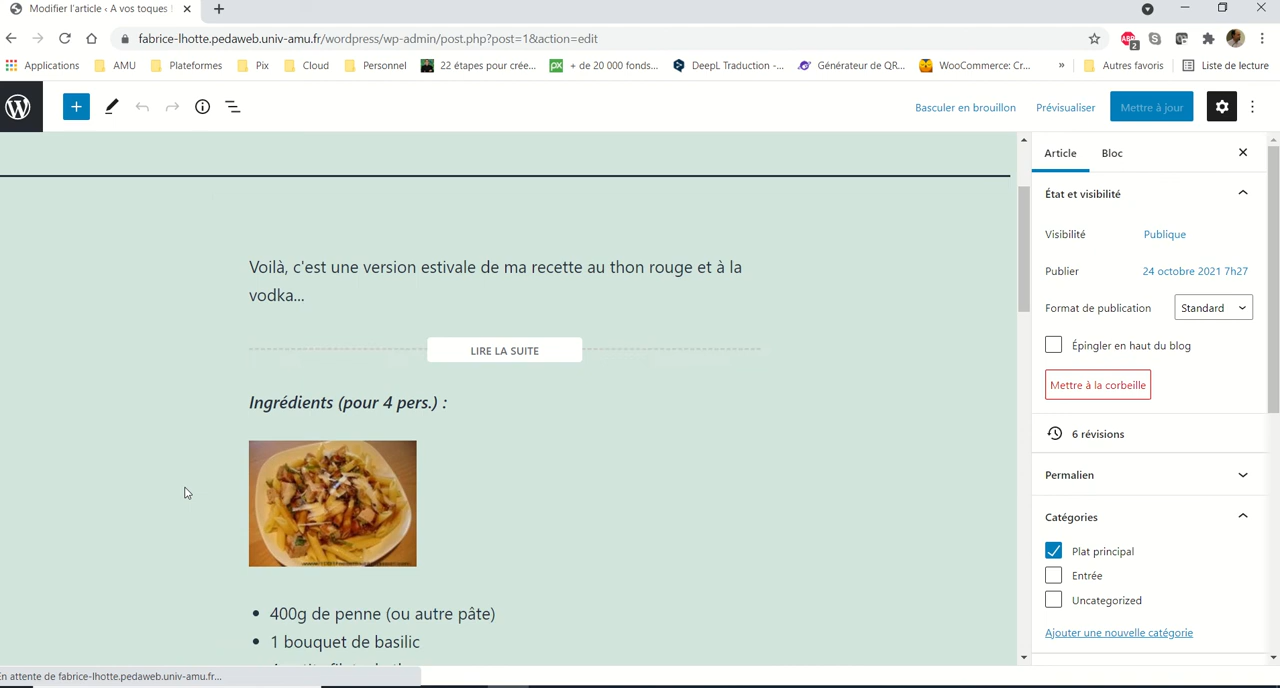 Modifier l'article ‹ A vos toques !
fabrice-lhotte.pedaweb.univ-amu.fr/wordpress/wp-admin/post.php?post=1&action=edit
ABP 2
Applications AMU Plateformes Pix Cloud Personnel 22 étapes pour crée... + de 20 000 fonds... DeepL Traduction -... Générateur de QR... WooCommerce: Cr... » Autres favoris Liste de lecture
Basculer en brouillon Prévisualiser Mettre à jour
Article Bloc
État et visibilité
Visibilité Publique
Publier 24 octobre 2021 7h27
Format de publication Standard
Épingler en haut du blog
Mettre à la corbeille
6 révisions
Permalien
Catégories
Plat principal
Entrée
Uncategorized
Ajouter une nouvelle catégorie
Voilà, c'est une version estivale de ma recette au thon rouge et à la
vodka...
LIRE LA SUITE
Ingrédients (pour 4 pers.) :
• 400g de penne (ou autre pâte)
• 1 bouquet de basilic
En attente de fabrice-lhotte.pedaweb.univ-amu.fr...